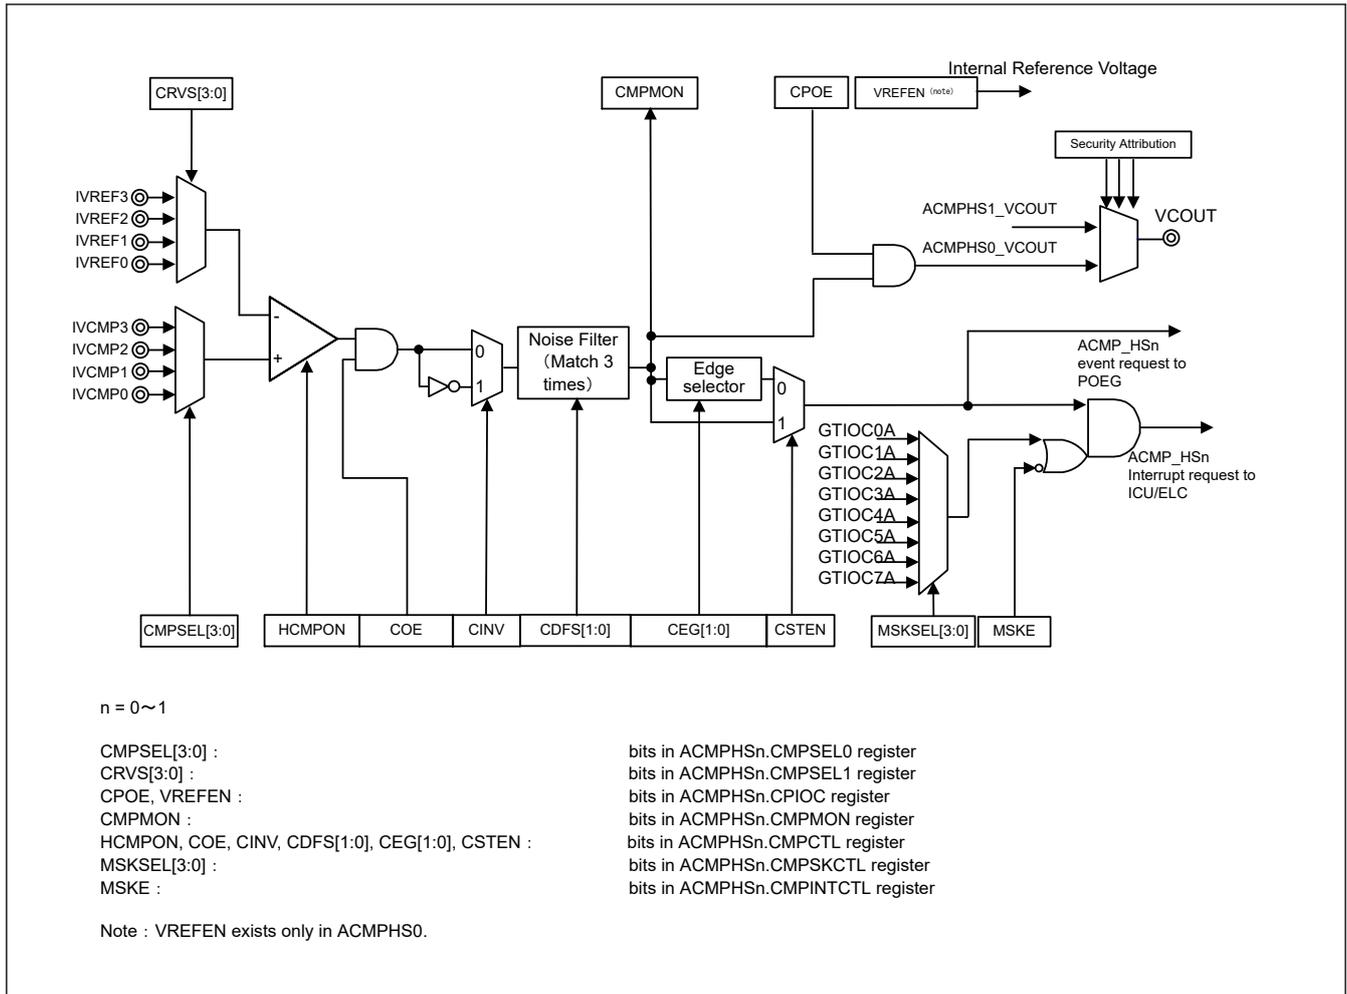 Internal Reference Voltage
CRVS[3:0]
CMPMON
CPOE
VREFEN (note)
Security Attribution
IVREF3
IVREF2
IVREF1
IVREF0
ACMPHS1_VCOUT
VCOUT
ACMPHS0_VCOUT
IVCMP3
IVCMP2
IVCMP1
IVCMP0
-
+
0
1
Noise Filter
（Match 3
times）
Edge
selector
0
1
ACMP_HSn
event request to
POEG
GTIOC0A
GTIOC1A
GTIOC2A
GTIOC3A
GTIOC4A
GTIOC5A
GTIOC6A
GTIOC7A
ACMP_HSn
Interrupt request to
ICU/ELC
CMPSEL[3:0]
HCMPON
COE
CINV
CDFS[1:0]
CEG[1:0]
CSTEN
MSKSEL[3:0]
MSKE
n = 0～1
CMPSEL[3:0] : bits in ACMPHSn.CMPSEL0 register
CRVS[3:0] : bits in ACMPHSn.CMPSEL1 register
CPOE, VREFEN : bits in ACMPHSn.CPIOC register
CMPMON : bits in ACMPHSn.CMPMON register
HCMPON, COE, CINV, CDFS[1:0], CEG[1:0], CSTEN : bits in ACMPHSn.CMPCTL register
MSKSEL[3:0] : bits in ACMPHSn.CMPSKCTL register
MSKE : bits in ACMPHSn.CMPINTCTL register
Note : VREFEN exists only in ACMPHS0.